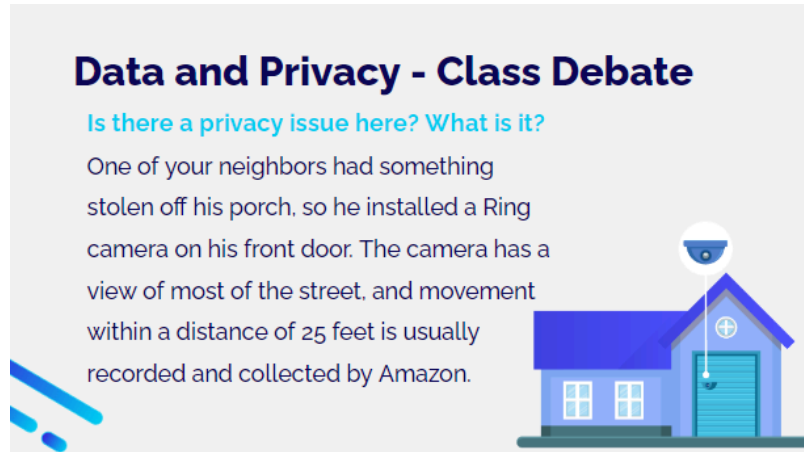 Data and Privacy - Class Debate
Is there a privacy issue here? What is it?
One of your neighbors had something
stolen off his porch, so he installed a Ring
camera on his front door. The camera has a
view of most of the street, and movement
within a distance of 25 feet is usually
recorded and collected by Amazon.